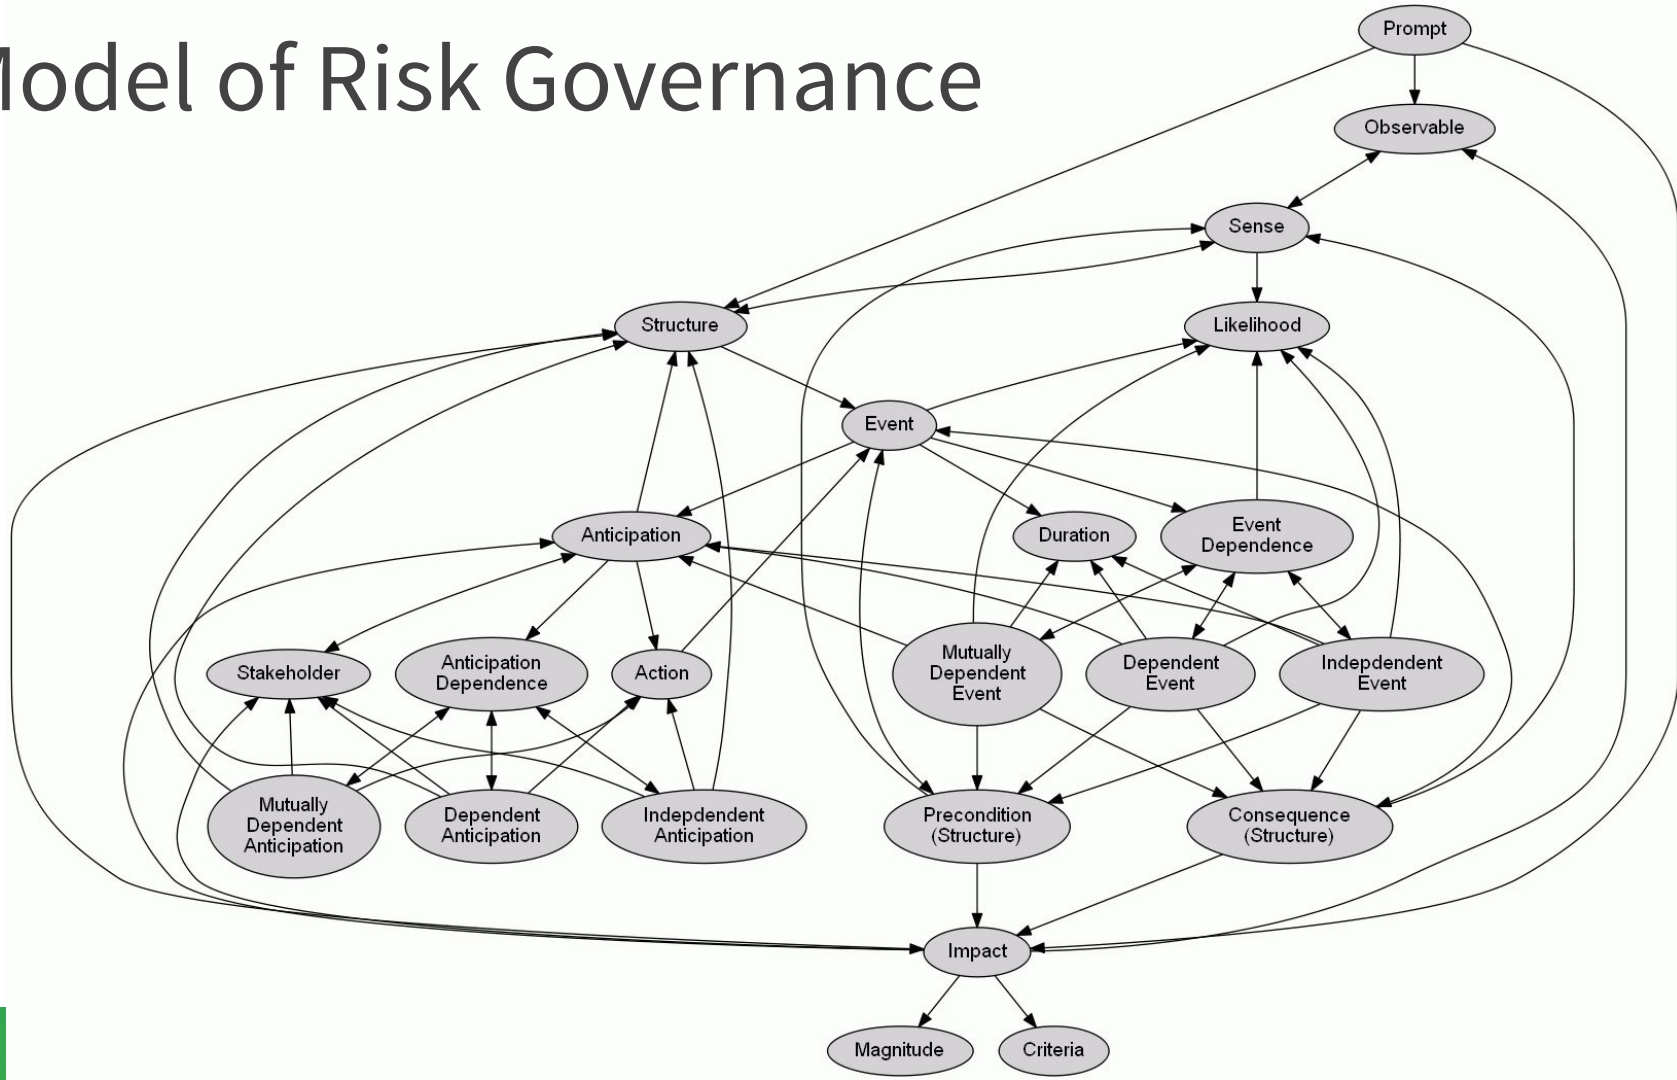 Model of Risk Governance
Prompt
Observable
Sense
Structure
Likelihood
Event
Anticipation
Duration
Event
Dependence
Stakeholder
Anticipation
Dependence
Action
Mutually
Dependent
Event
Dependent
Event
Indepdendent
Event
Mutually
Dependent
Anticipation
Dependent
Anticipation
Indepdendent
Anticipation
Precondition
(Structure)
Consequence
(Structure)
Impact
Magnitude
Criteria